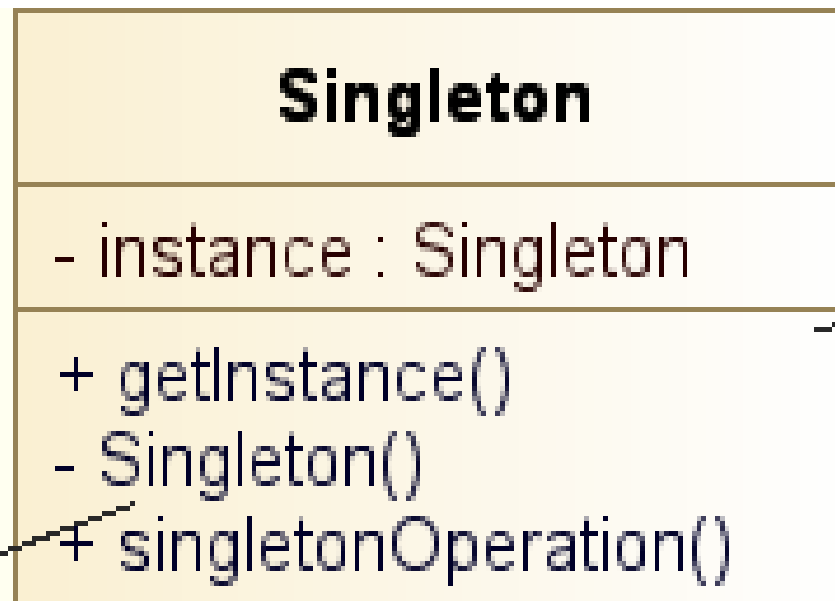 Singleton
- instance : Singleton
+ getInstance()
- Singleton()
+ singletonOperation()